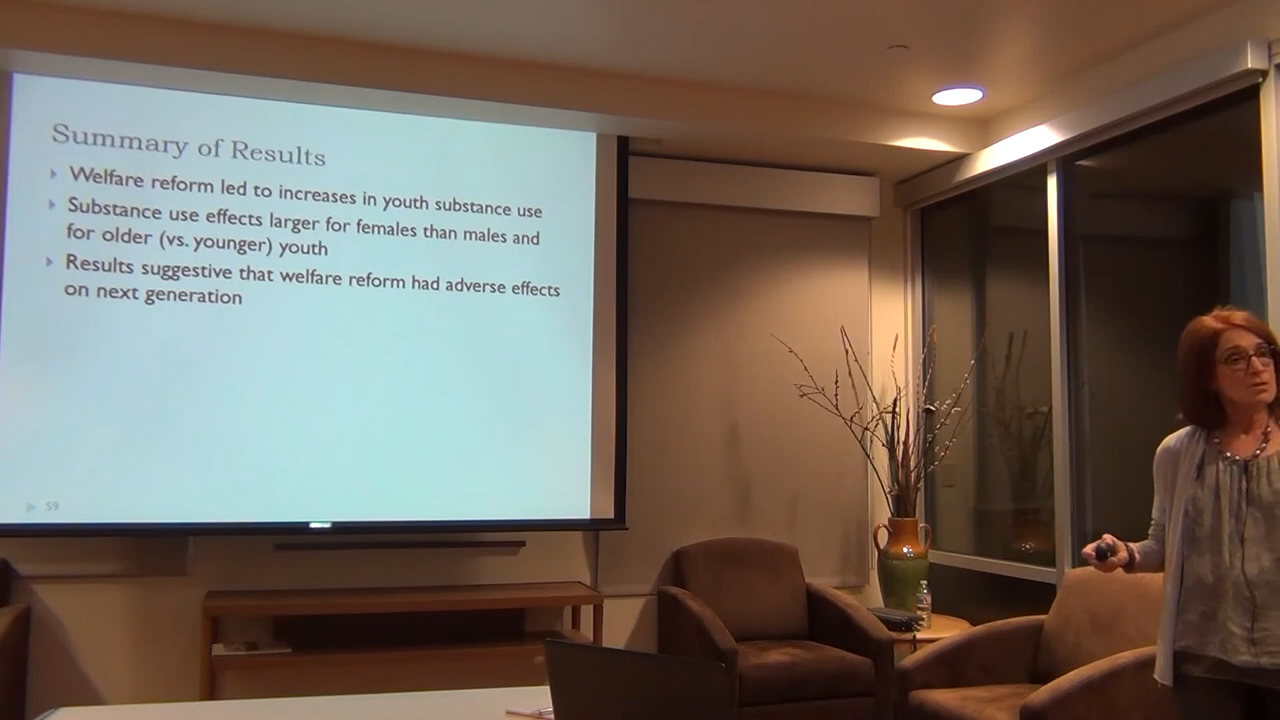 Summary of Results
Welfare reform led to increases in youth substance use
Substance use effects larger for females than males and
for older (vs. younger) youth
Results suggestive that welfare reform had adverse effects
on next generation
59